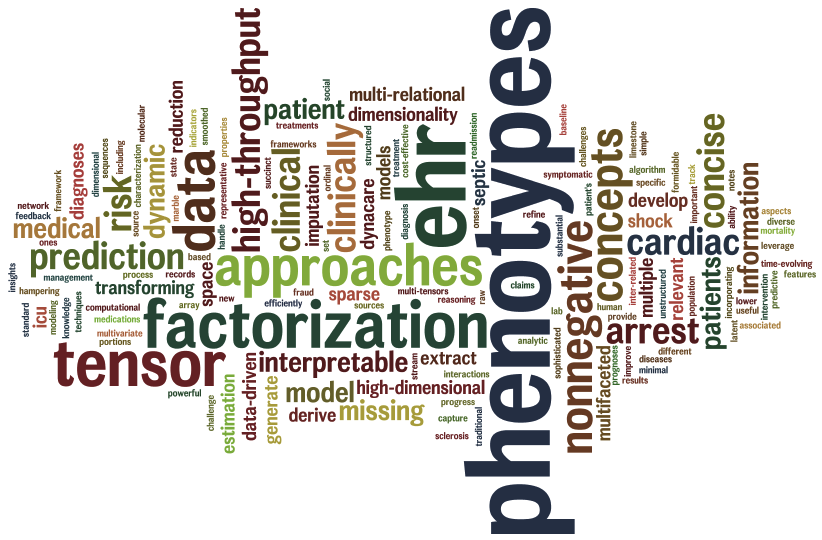 phenotypes
factorization
tensor
approaches
ehr
data
high-throughput
concepts
nonnegative
prediction
clinical
clinically
cardiac
arrest
concise
patients
information
patient
multi-relational
dimensionality
treatments
social
frameworks
reduction
indicators
smoothed
properties
molecular
state
marble
representative
handle
succinct
imputation
set
ordinal
structured
dynacare
models
phenotype
treatment
cost-effective
diagnosis
readmission
septic
onset
risk
dynamic
source
characterization
including
sequences
dimensional
diagnoses
framework
network
feedback
medical
ones
management
process
records
based
transforming
space
new
array
computational
medications
multivariate
portions
techniques
knowledge
modeling
icu
standard
hampering
insights
efficiently
fraud
sparse
sources
multi-tensors
reasoning
raw
interpretable
stream
extract
interactions
model
high-dimensional
progress
derive
missing
capture
sclerosis
traditional
powerful
challenge
estimation
data-driven
generate
baseline
challenges
symptomatic
patient's
refine
substantial
claims
lab
analytic
sophisticated
limestone
simple
algorithm
specific
formidable
track
important
develop
shock
ability
notes
aspects
diverse
mortality
leverage
time-evolving
features
predictive
intervention
associated
useful
lower
incorporating
latent
population
relevant
unstructured
multiple
inter-related
human
provide
different
diseases
minimal
improve
results
prognoses
multifaceted